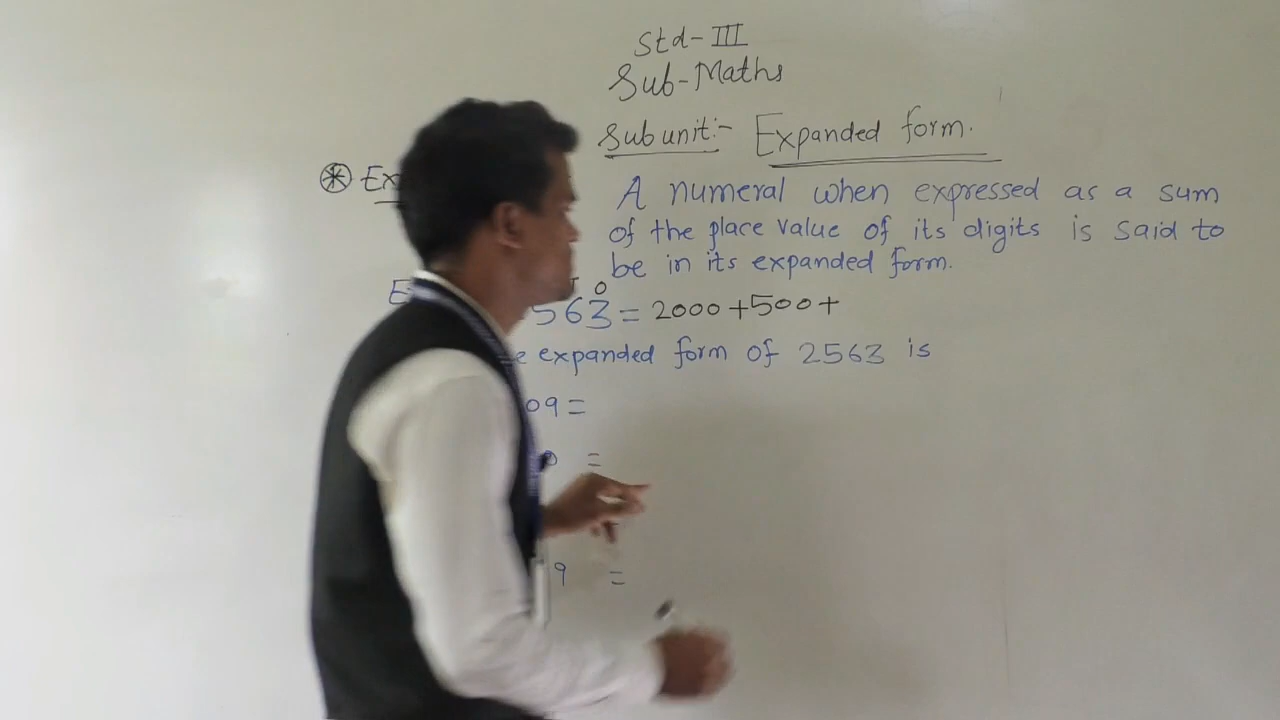 Std-III
Sub-Maths
Subunit:- Expanded form.
A numeral when expressed as a sum
of the place value of its digits is said to
be in its expanded form.
O
563 = 2000+500+
expanded form of 2563 is
09 =
=
9 =